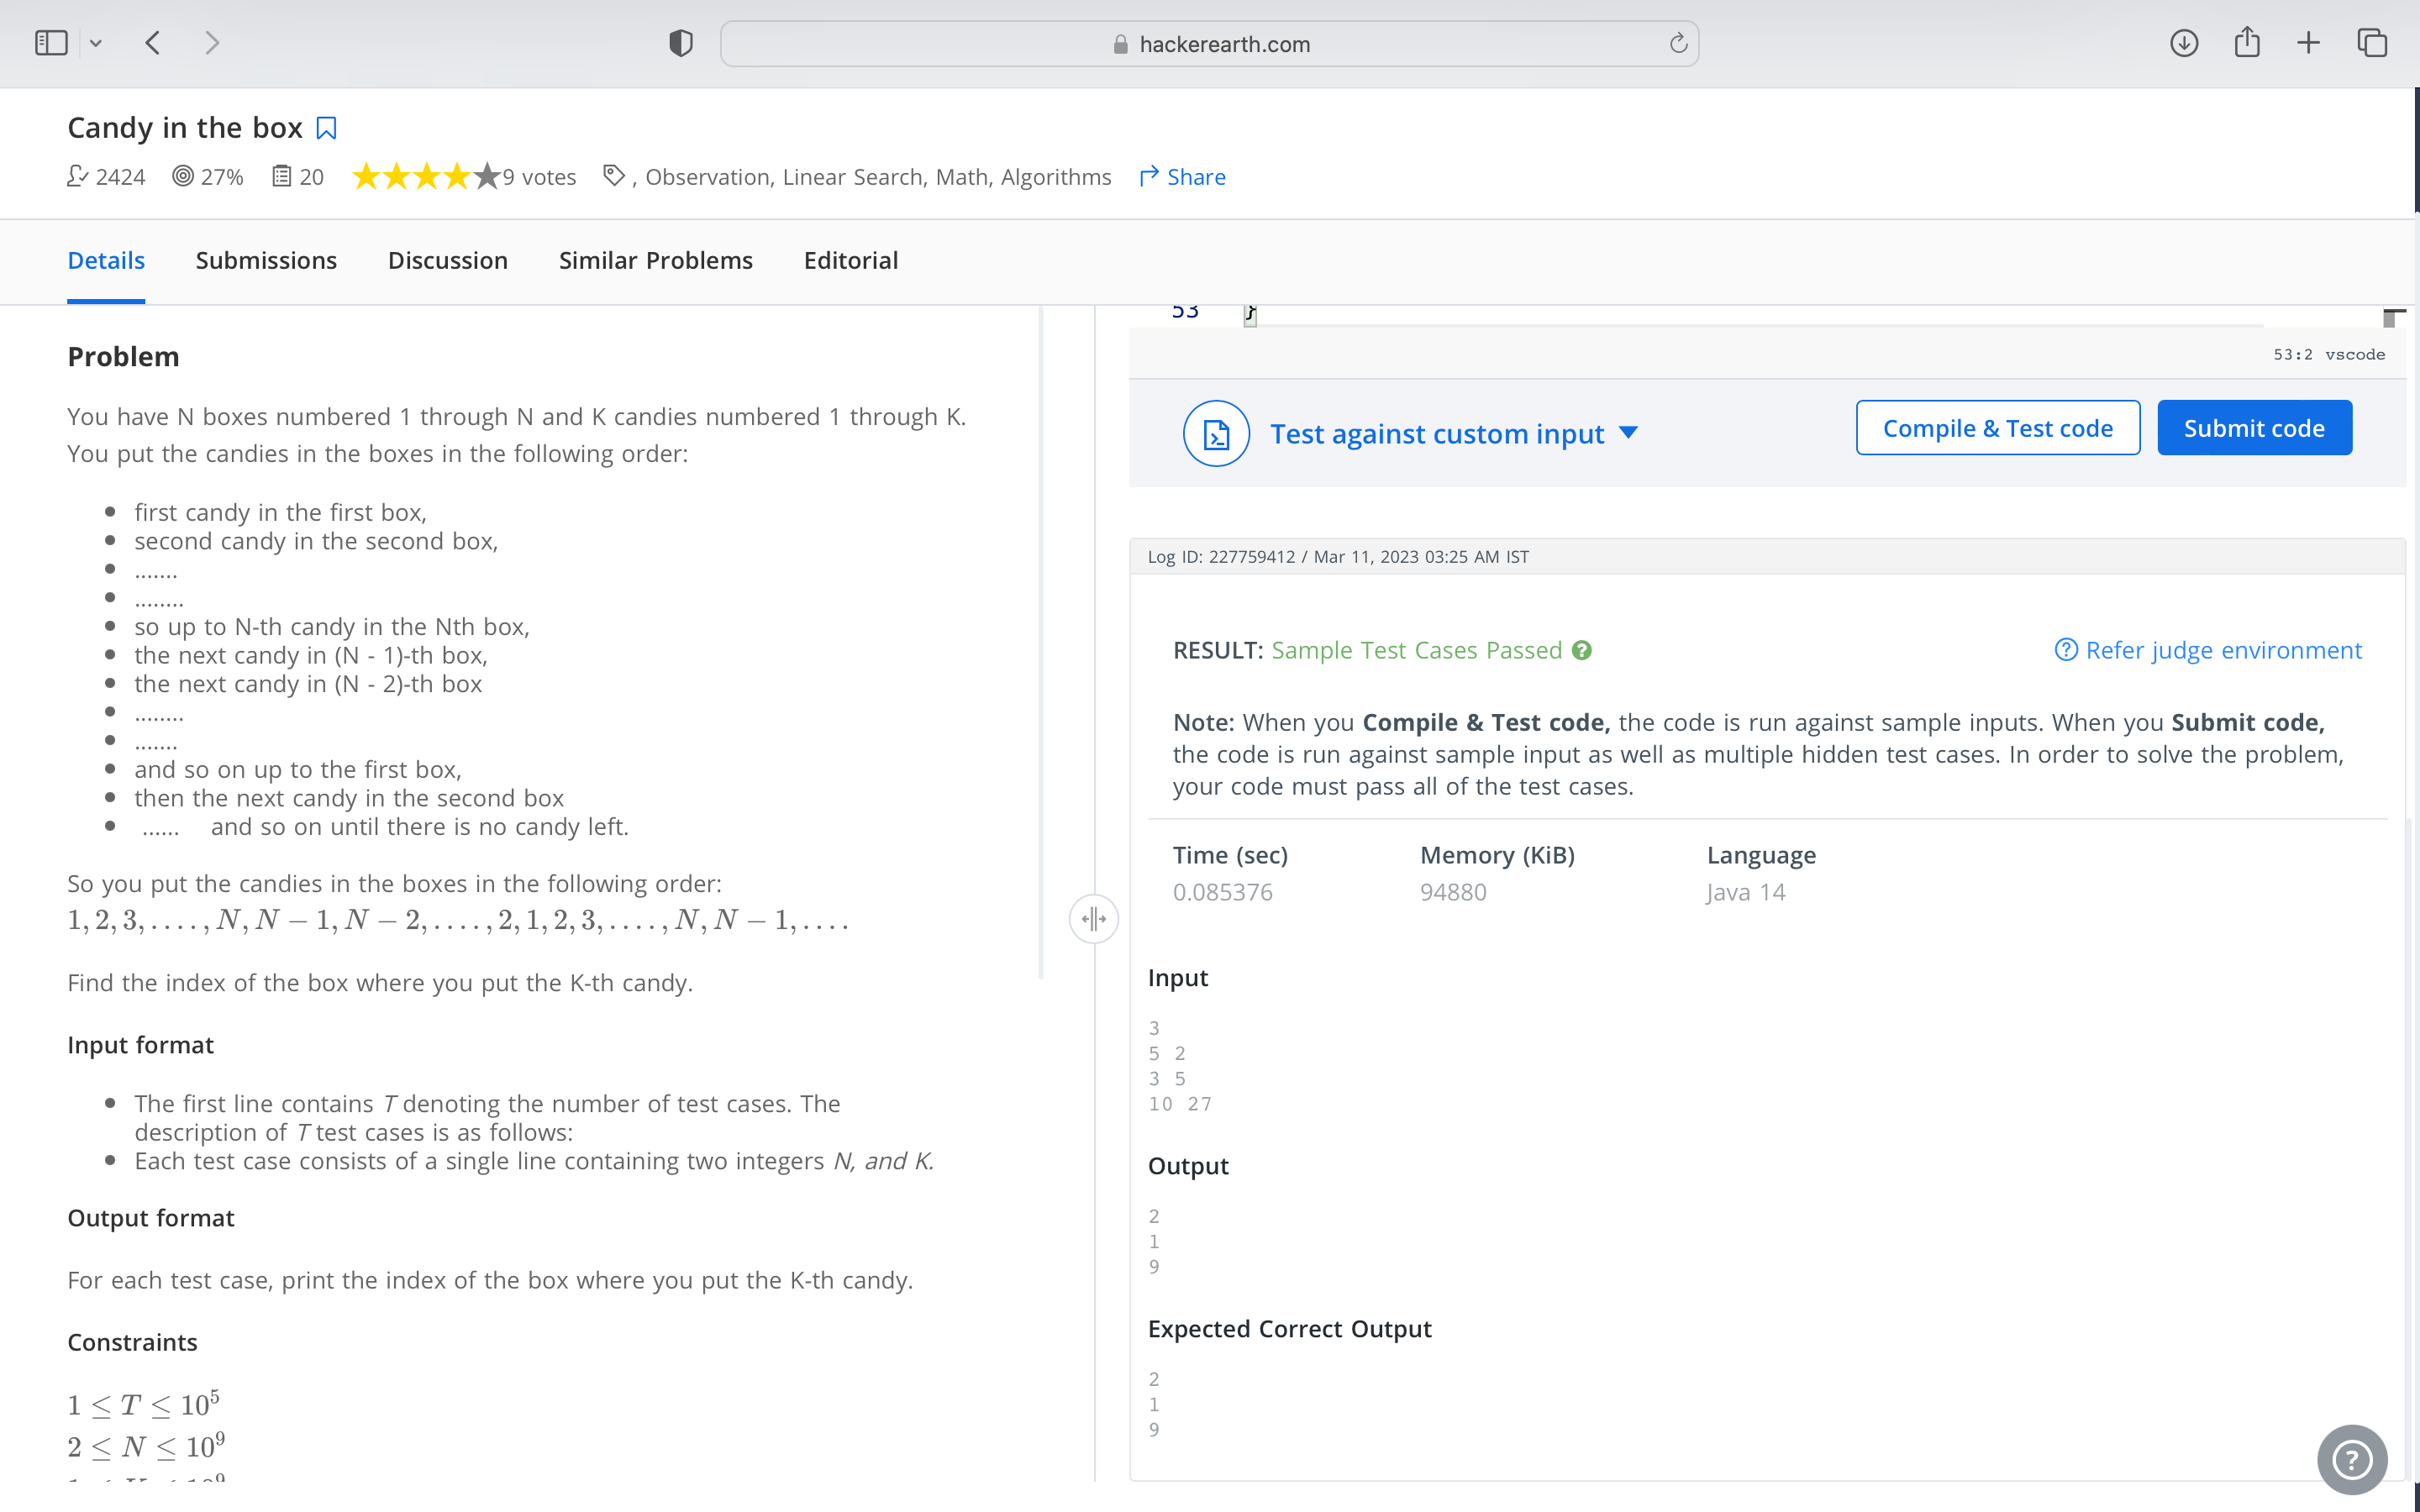 hackerearth.com
Candy in the box
2424 27% 20 9 votes , Observation, Linear Search, Math, Algorithms Share
Details Submissions Discussion Similar Problems Editorial
Problem
You have N boxes numbered 1 through N and K candies numbered 1 through K.
You put the candies in the boxes in the following order:
• first candy in the first box,
• second candy in the second box,
• .......
• ........
• so up to N-th candy in the Nth box,
• the next candy in (N - 1)-th box,
• the next candy in (N - 2)-th box
• ........
• .......
• and so on up to the first box,
• then the next candy in the second box
• ...... and so on until there is no candy left.
So you put the candies in the boxes in the following order:
1, 2, 3, . . . . , N, N − 1, N − 2, . . . . , 2, 1, 2, 3, . . . . , N, N − 1, . . . .
Find the index of the box where you put the K-th candy.
Input format
• The first line contains T denoting the number of test cases. The
description of T test cases is as follows:
• Each test case consists of a single line containing two integers N, and K.
Output format
For each test case, print the index of the box where you put the K-th candy.
Constraints
1 ≤ T ≤ 10⁵
2 ≤ N ≤ 10⁹
53 }
53:2 vscode
Test against custom input Compile & Test code Submit code
Log ID: 227759412 / Mar 11, 2023 03:25 AM IST
RESULT: Sample Test Cases Passed ? Refer judge environment
Note: When you Compile & Test code, the code is run against sample inputs. When you Submit code,
the code is run against sample input as well as multiple hidden test cases. In order to solve the problem,
your code must pass all of the test cases.
Time (sec) Memory (KiB) Language
0.085376 94880 Java 14
Input
3
5 2
3 5
10 27
Output
2
1
9
Expected Correct Output
2
1
9
?